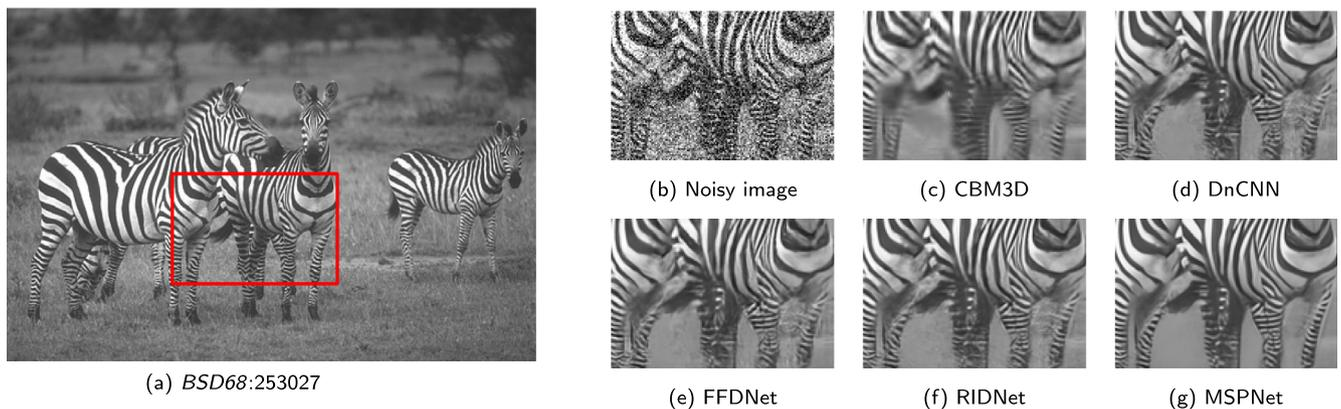 (a) BSD68:253027
(b) Noisy image
(c) CBM3D
(d) DnCNN
(e) FFDNet
(f) RIDNet
(g) MSPNet